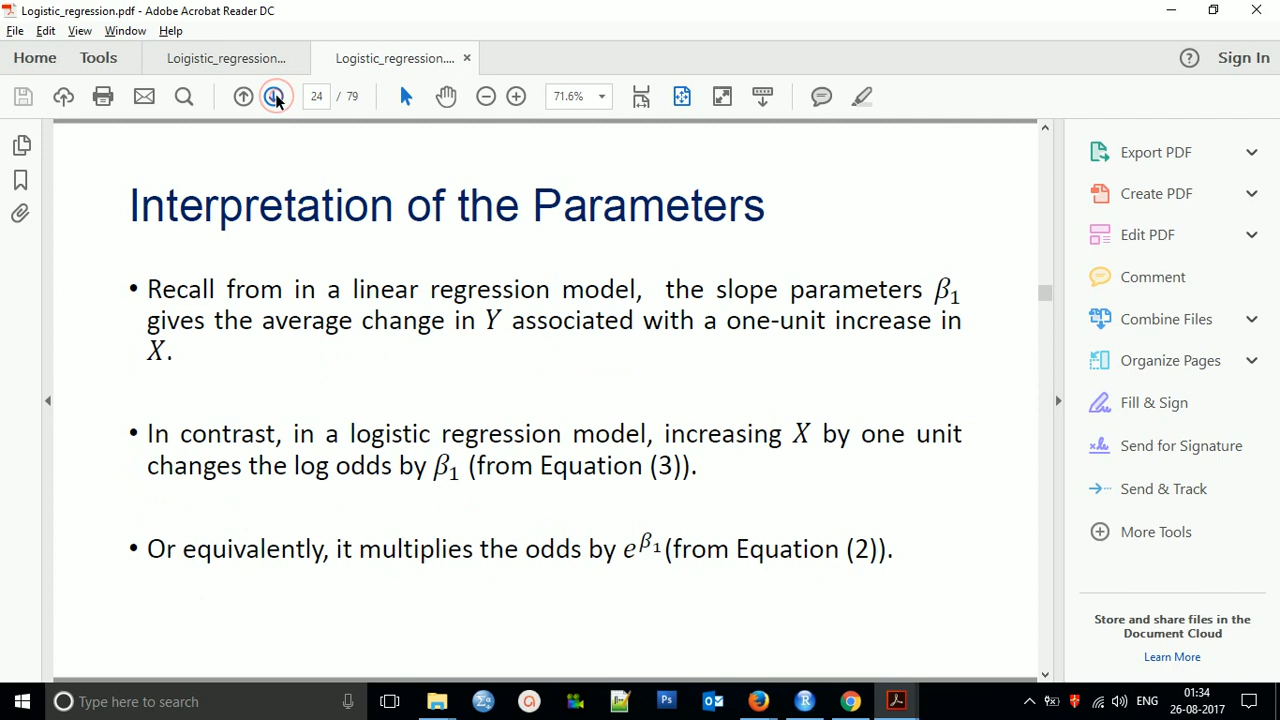 Logistic_regression.pdf - Adobe Acrobat Reader DC
File Edit View Window Help
Home Tools Loigistic_regression... Logistic_regression.... × Sign In
24 / 79 71.6%
Interpretation of the Parameters
• Recall from in a linear regression model, the slope parameters β₁
gives the average change in Y associated with a one-unit increase in
X.
• In contrast, in a logistic regression model, increasing X by one unit
changes the log odds by β₁ (from Equation (3)).
• Or equivalently, it multiplies the odds by e^β₁(from Equation (2)).
Export PDF
Create PDF
Edit PDF
Comment
Combine Files
Organize Pages
Fill & Sign
Send for Signature
Send & Track
More Tools
Store and share files in the
Document Cloud
Learn More
Type here to search
Ps
R
ENG
01:34
26-08-2017